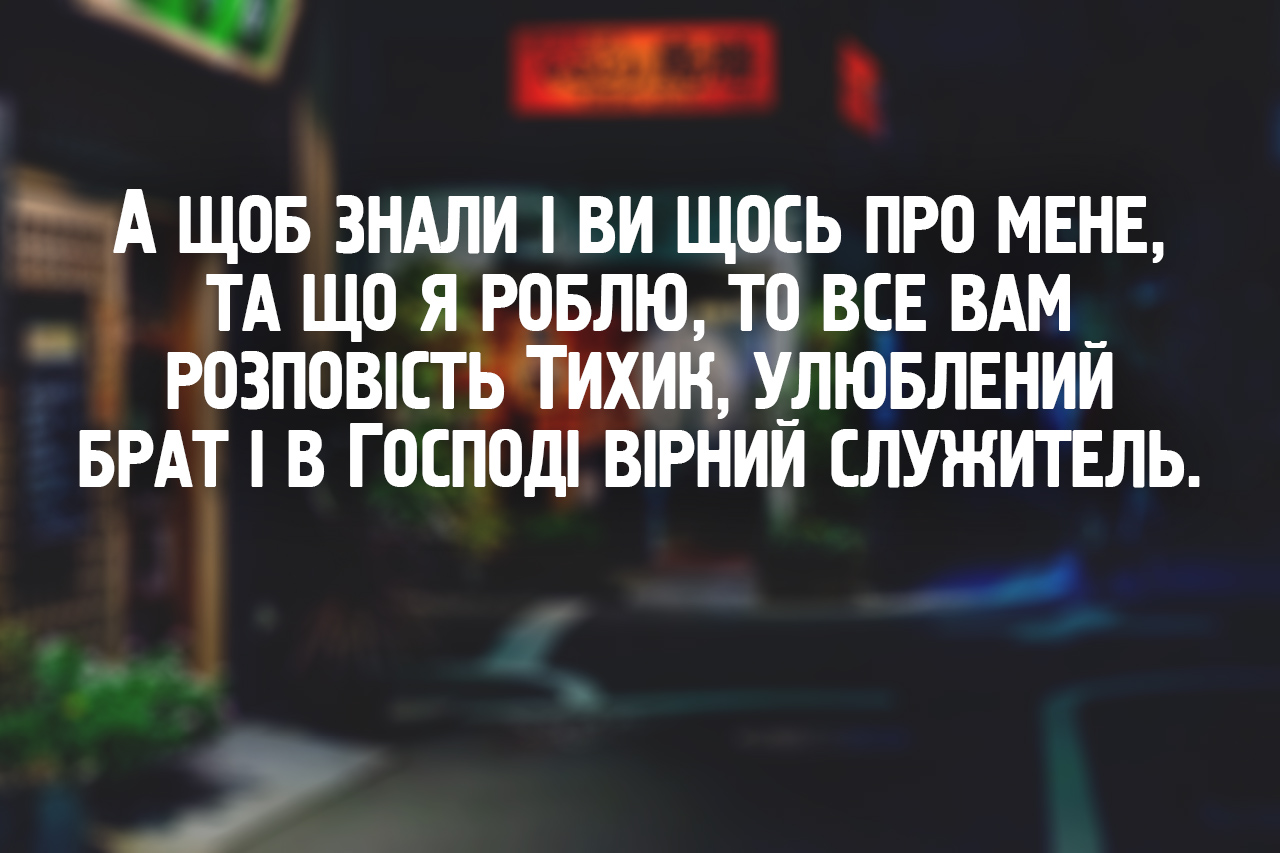 А щоб знали і ви щось про мене,
та що я роблю, то все вам
розповість Тихик, улюблений
брат і в Господі вірний служитель.